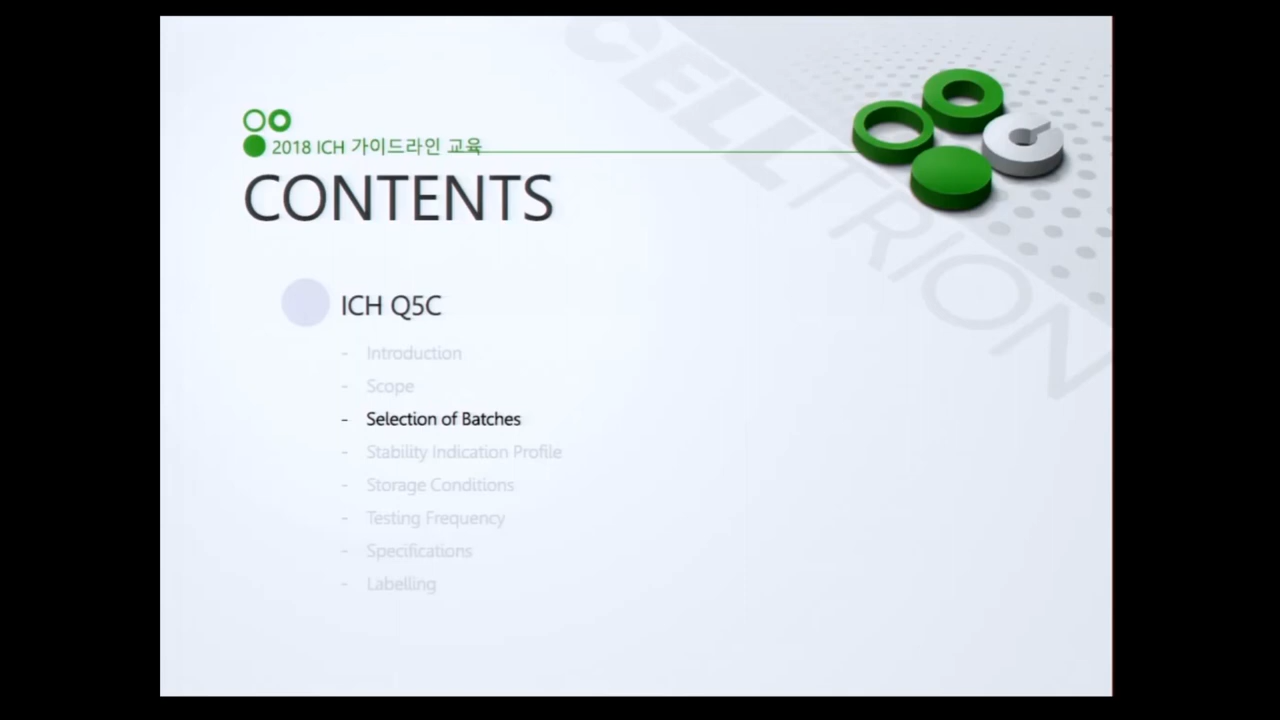 CELLTRION
2018 ICH 가이드라인 교육
CONTENTS
ICH Q5C
- Introduction
- Scope
- Selection of Batches
- Stability Indication Profile
- Storage Conditions
- Testing Frequency
- Specifications
- Labelling